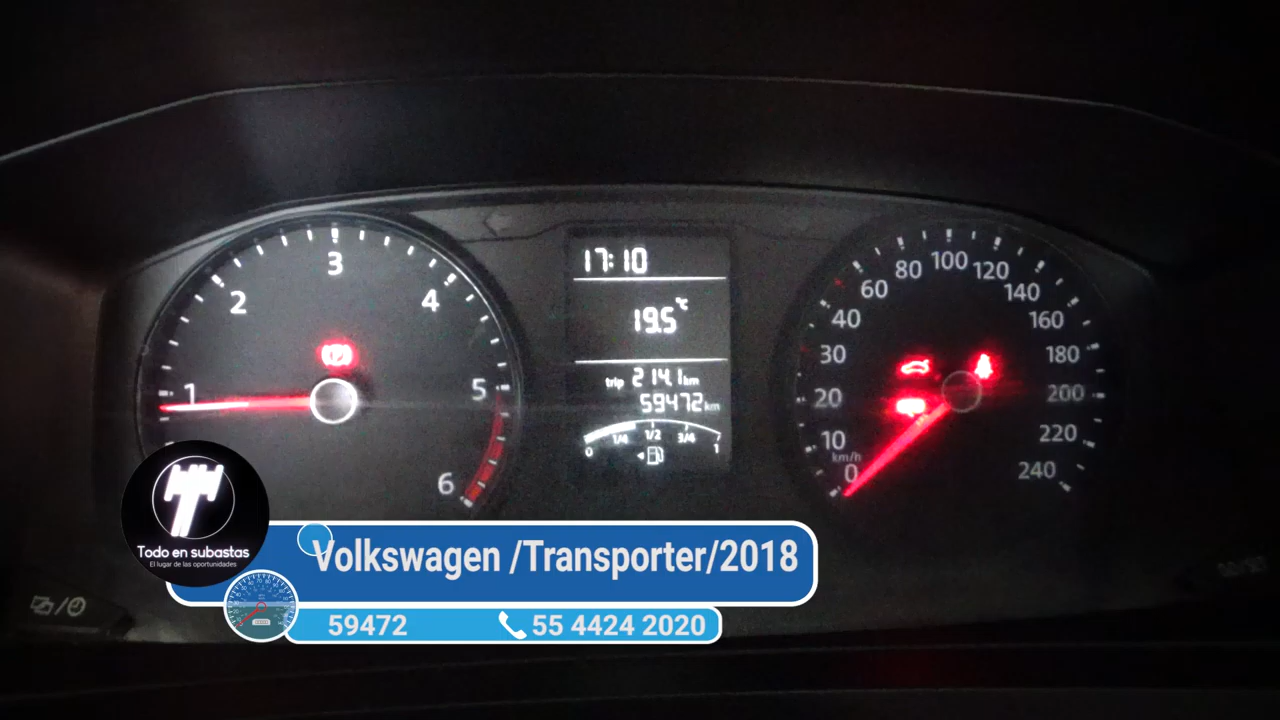 17:10
19.5 °C
trip 214.1 km
59472 km
0 1/4 1/2 3/4 1
1 2 3 4 5 6
0 10 20 30 40 60 80 100 120 140 160 180 200 220 240
km/h
Todo en subastas
El lugar de las oportunidades
Volkswagen /Transporter/2018
59472
55 4424 2020